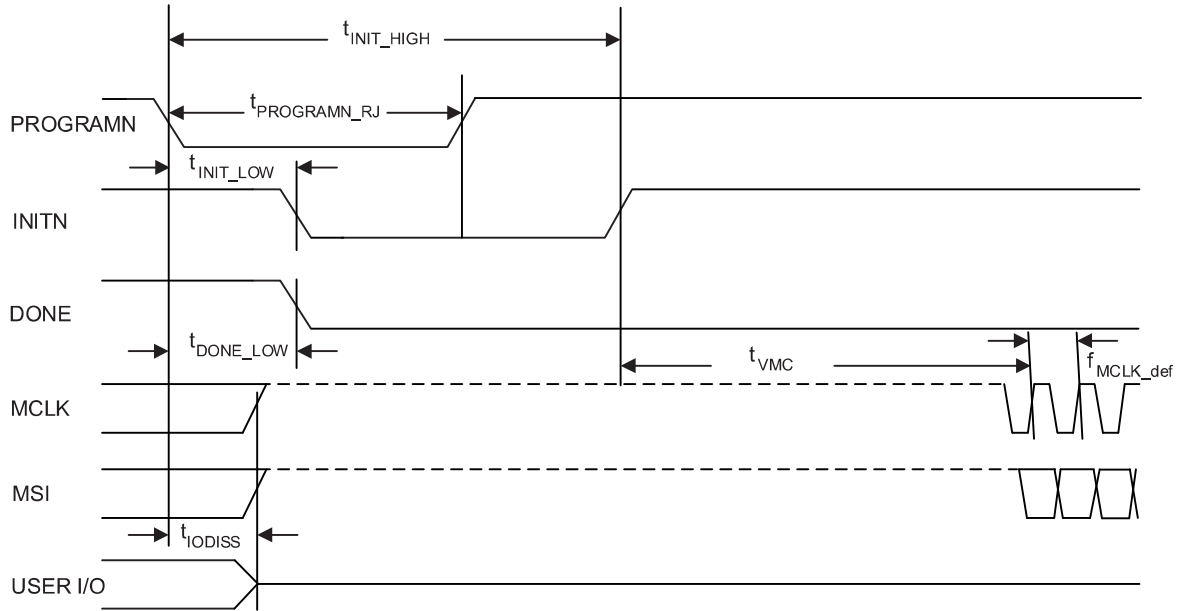 tINIT_HIGH
PROGRAMN
tPROGRAMN_RJ
tINIT_LOW
INITN
DONE
tDONE_LOW
tVMC
fMCLK_def
MCLK
MSI
tIODISS
USER I/O